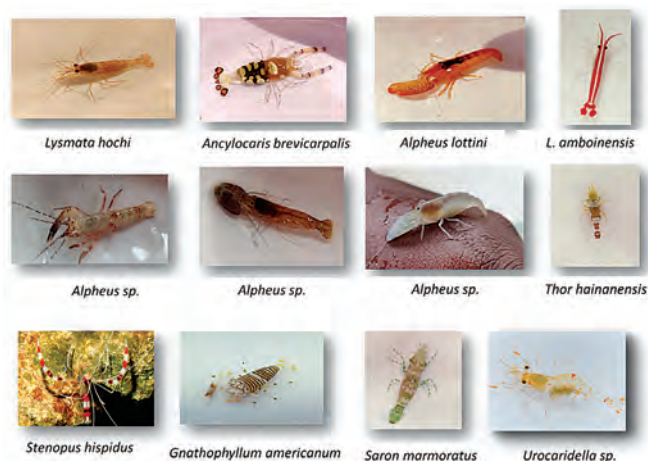 Lysmata hochi
Ancylocaris brevicarpalis
Alpheus lottini
L. amboinensis
Alpheus sp.
Alpheus sp.
Alpheus sp.
Thor hainanensis
Stenopus hispidus
Gnathophyllum americanum
Saron marmoratus
Urocaridella sp.